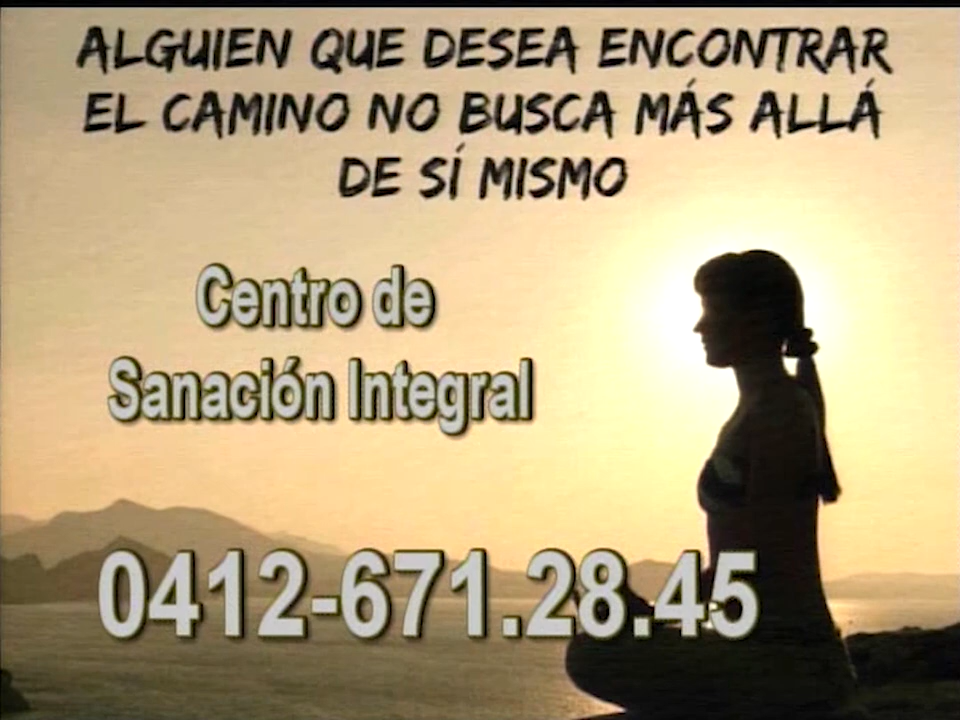 ALGUIEN QUE DESEA ENCONTRAR
EL CAMINO NO BUSCA MÁS ALLÁ
DE SÍ MISMO
Centro de
Sanación Integral
0412-671.28.45